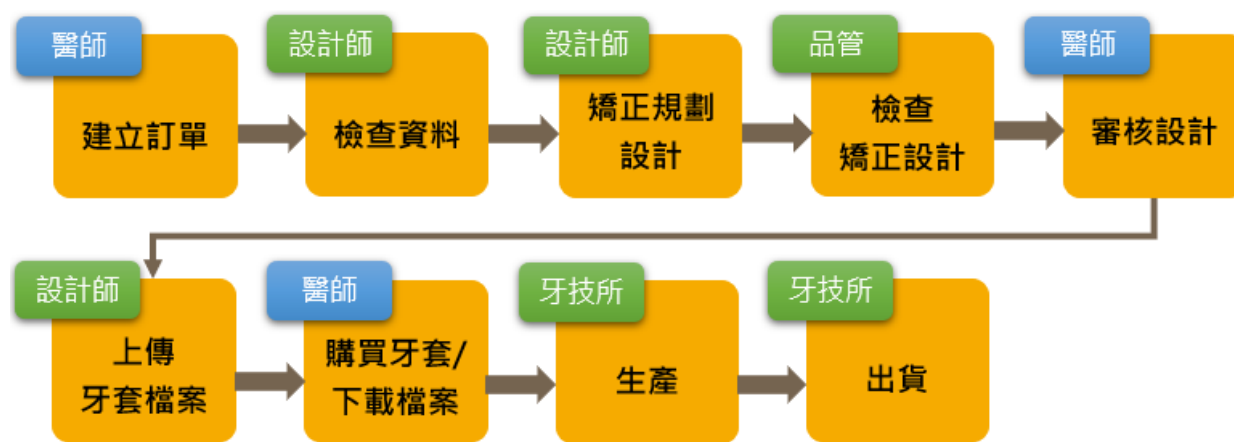 醫師
建立訂單
設計師
檢查資料
設計師
矯正規劃
設計
品管
檢查
矯正設計
醫師
審核設計
設計師
上傳
牙套檔案
醫師
購買牙套/
下載檔案
牙技所
生產
牙技所
出貨